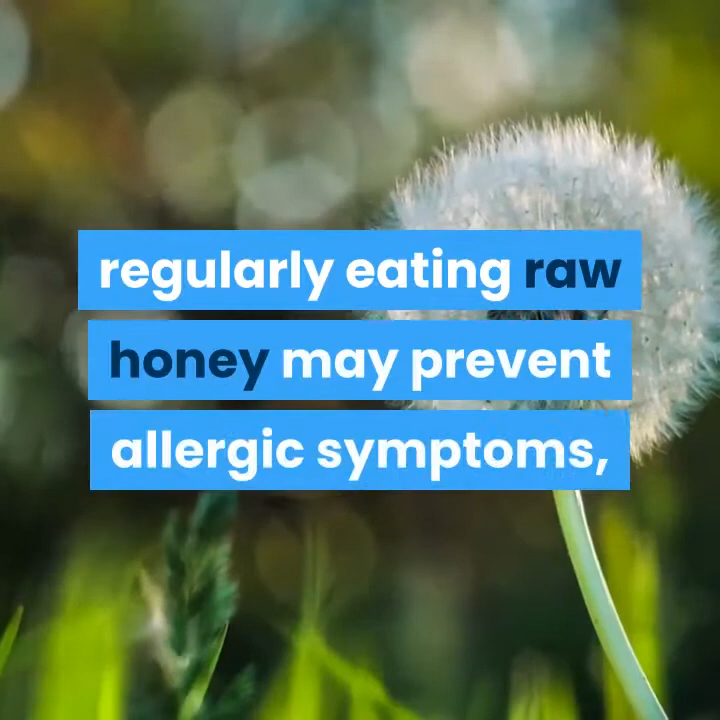 regularly eating raw
honey may prevent
allergic symptoms,